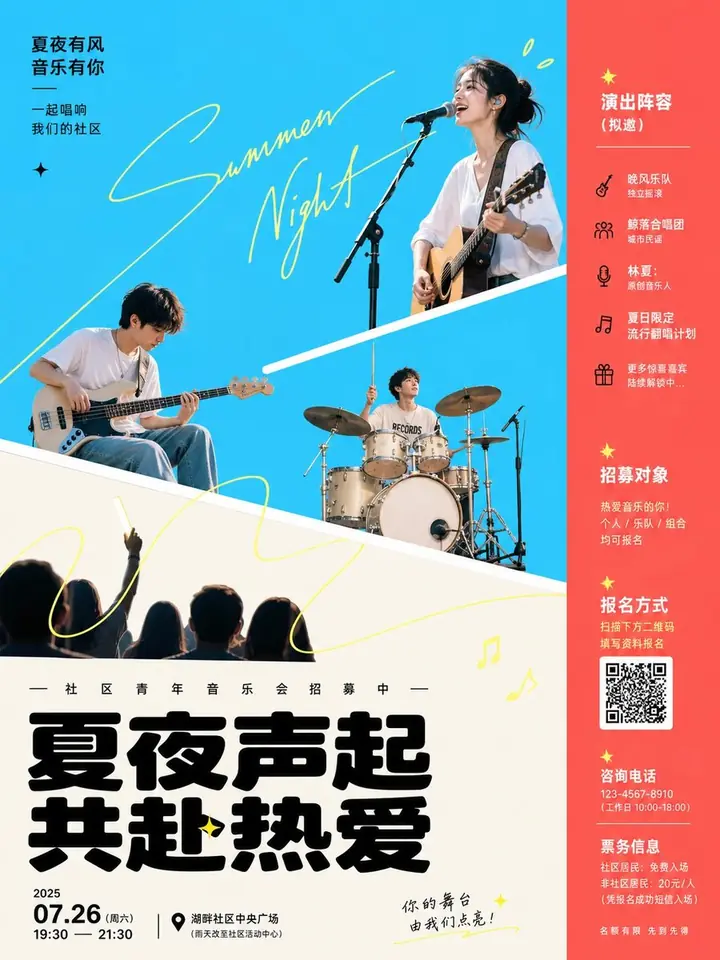 夏夜有风
音乐有你
一起唱响
我们的社区
Summer
Night
RECORDS
社区青年音乐会招募中
夏夜声起
共赴热爱
2025
07.26 (周六)
19:30 — 21:30
湖畔社区中央广场
(雨天改至社区活动中心)
你的舞台
由我们点亮!
演出阵容
(拟邀)
晚风乐队
独立摇滚
鲸落合唱团
城市民谣
林夏:
原创音乐人
夏日限定
流行翻唱计划
更多惊喜嘉宾
陆续解锁中...
招募对象
热爱音乐的你!
个人 / 乐队 / 组合
均可报名
报名方式
扫描下方二维码
填写资料报名
咨询电话
123-4567-8910
(工作日 10:00-18:00)
票务信息
社区居民: 免费入场
非社区居民: 20元/人
(凭报名成功短信入场)
名额有限 先到先得